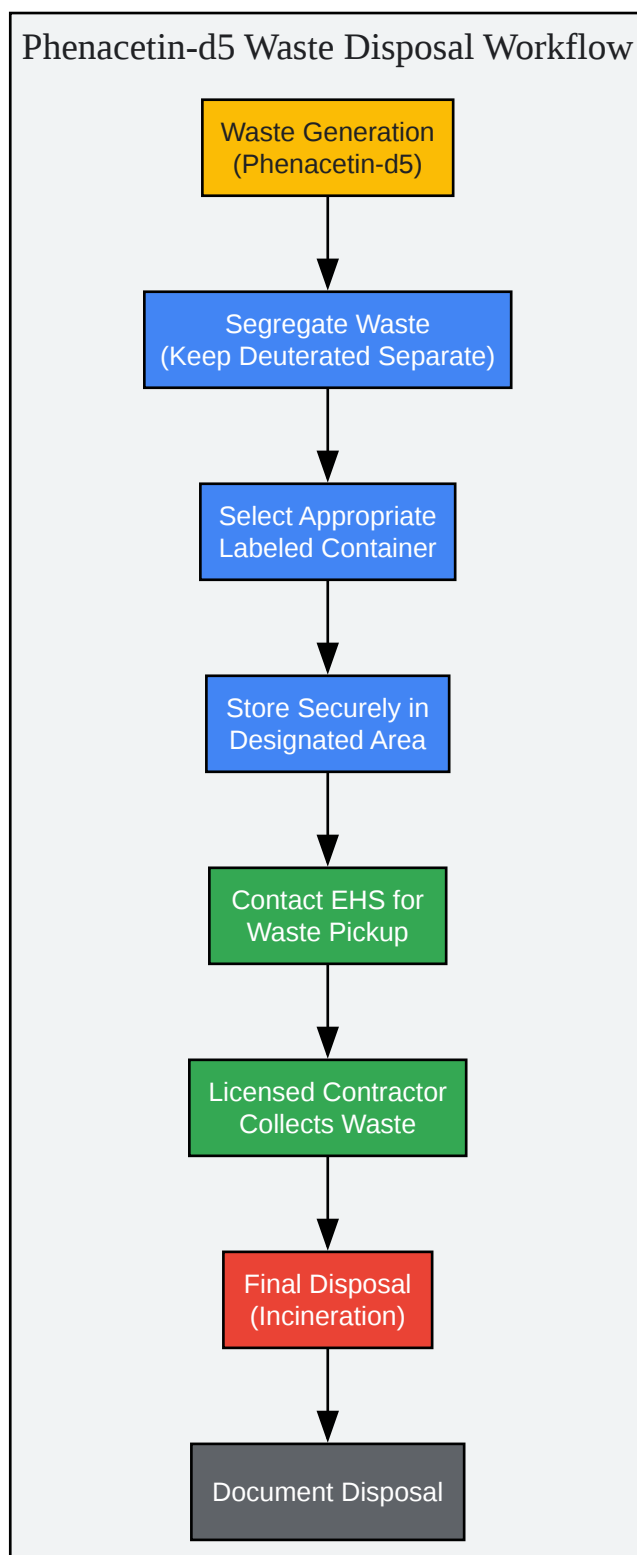 Phenacetin-d5 Waste Disposal Workflow
Waste Generation
(Phenacetin-d5)
Segregate Waste
(Keep Deuterated Separate)
Select Appropriate
Labeled Container
Store Securely in
Designated Area
Contact EHS for
Waste Pickup
Licensed Contractor
Collects Waste
Final Disposal
(Incineration)
Document Disposal